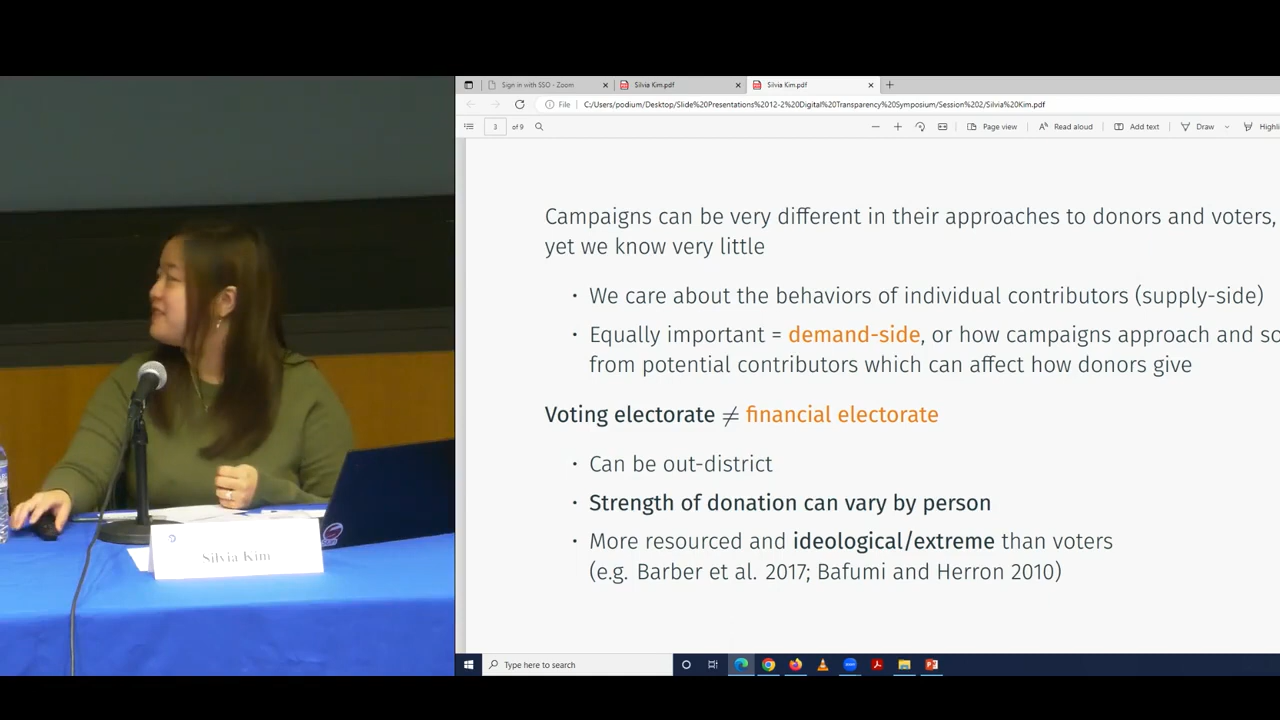 Sign in with SSO - Zoom
Silvia Kim.pdf
Silvia Kim.pdf
File
C:/Users/podium/Desktop/Slide%20Presentations%2012-2%20Digital%20Transparency%20Symposium/Session%202/Silvia%20Kim.pdf
3 of 9
Page view
Read aloud
Add text
Draw
Highli
Campaigns can be very different in their approaches to donors and voters,
yet we know very little
· We care about the behaviors of individual contributors (supply-side)
· Equally important = demand-side, or how campaigns approach and so
from potential contributors which can affect how donors give
Voting electorate ≠ financial electorate
· Can be out-district
· Strength of donation can vary by person
· More resourced and ideological/extreme than voters
(e.g. Barber et al. 2017; Bafumi and Herron 2010)
Type here to search
Silvia Kim